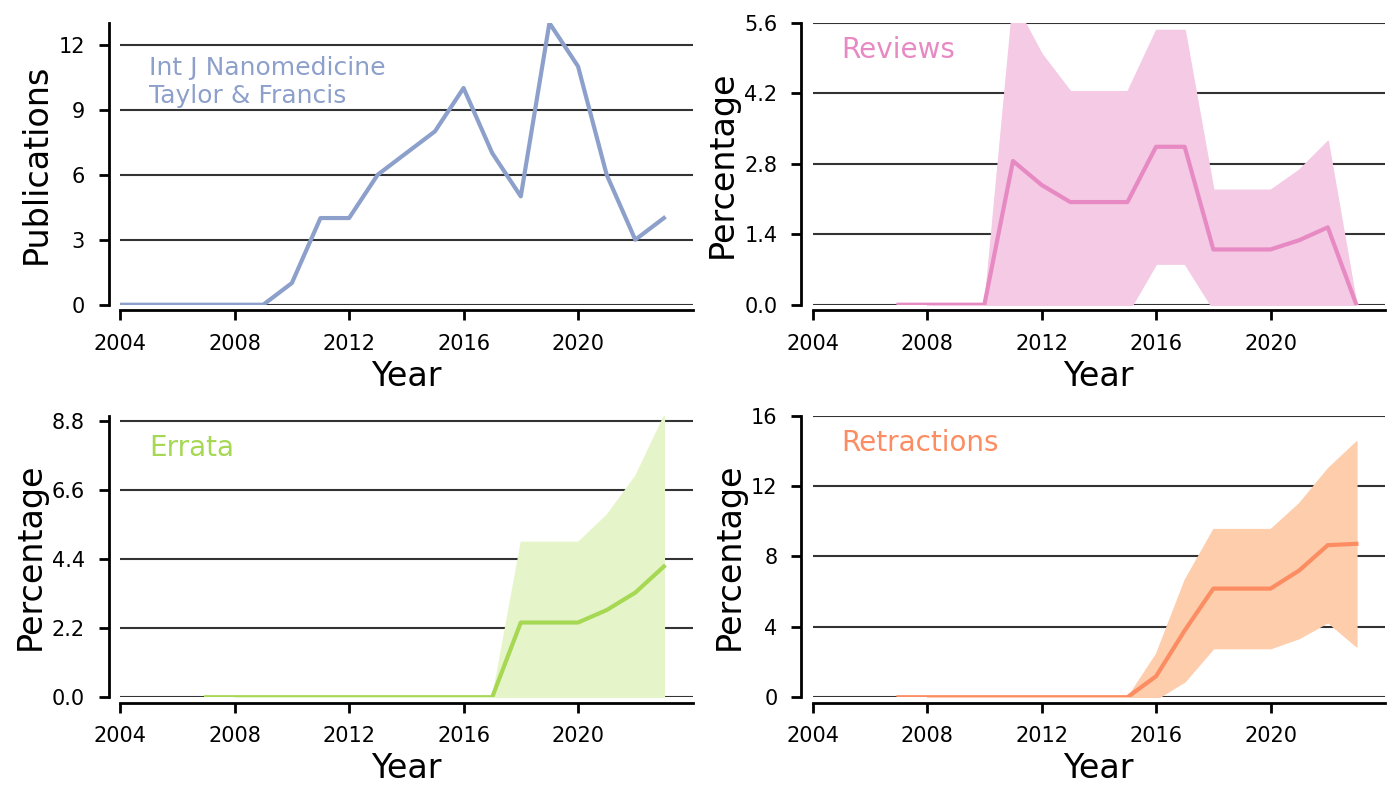 Publications
12
9
6
3
0
Int J Nanomedicine
Taylor & Francis
2004 2008 2012 2016 2020
Year
Percentage
5.6
4.2
2.8
1.4
0.0
Reviews
2004 2008 2012 2016 2020
Year
Percentage
8.8
6.6
4.4
2.2
0.0
Errata
2004 2008 2012 2016 2020
Year
Percentage
16
12
8
4
0
Retractions
2004 2008 2012 2016 2020
Year